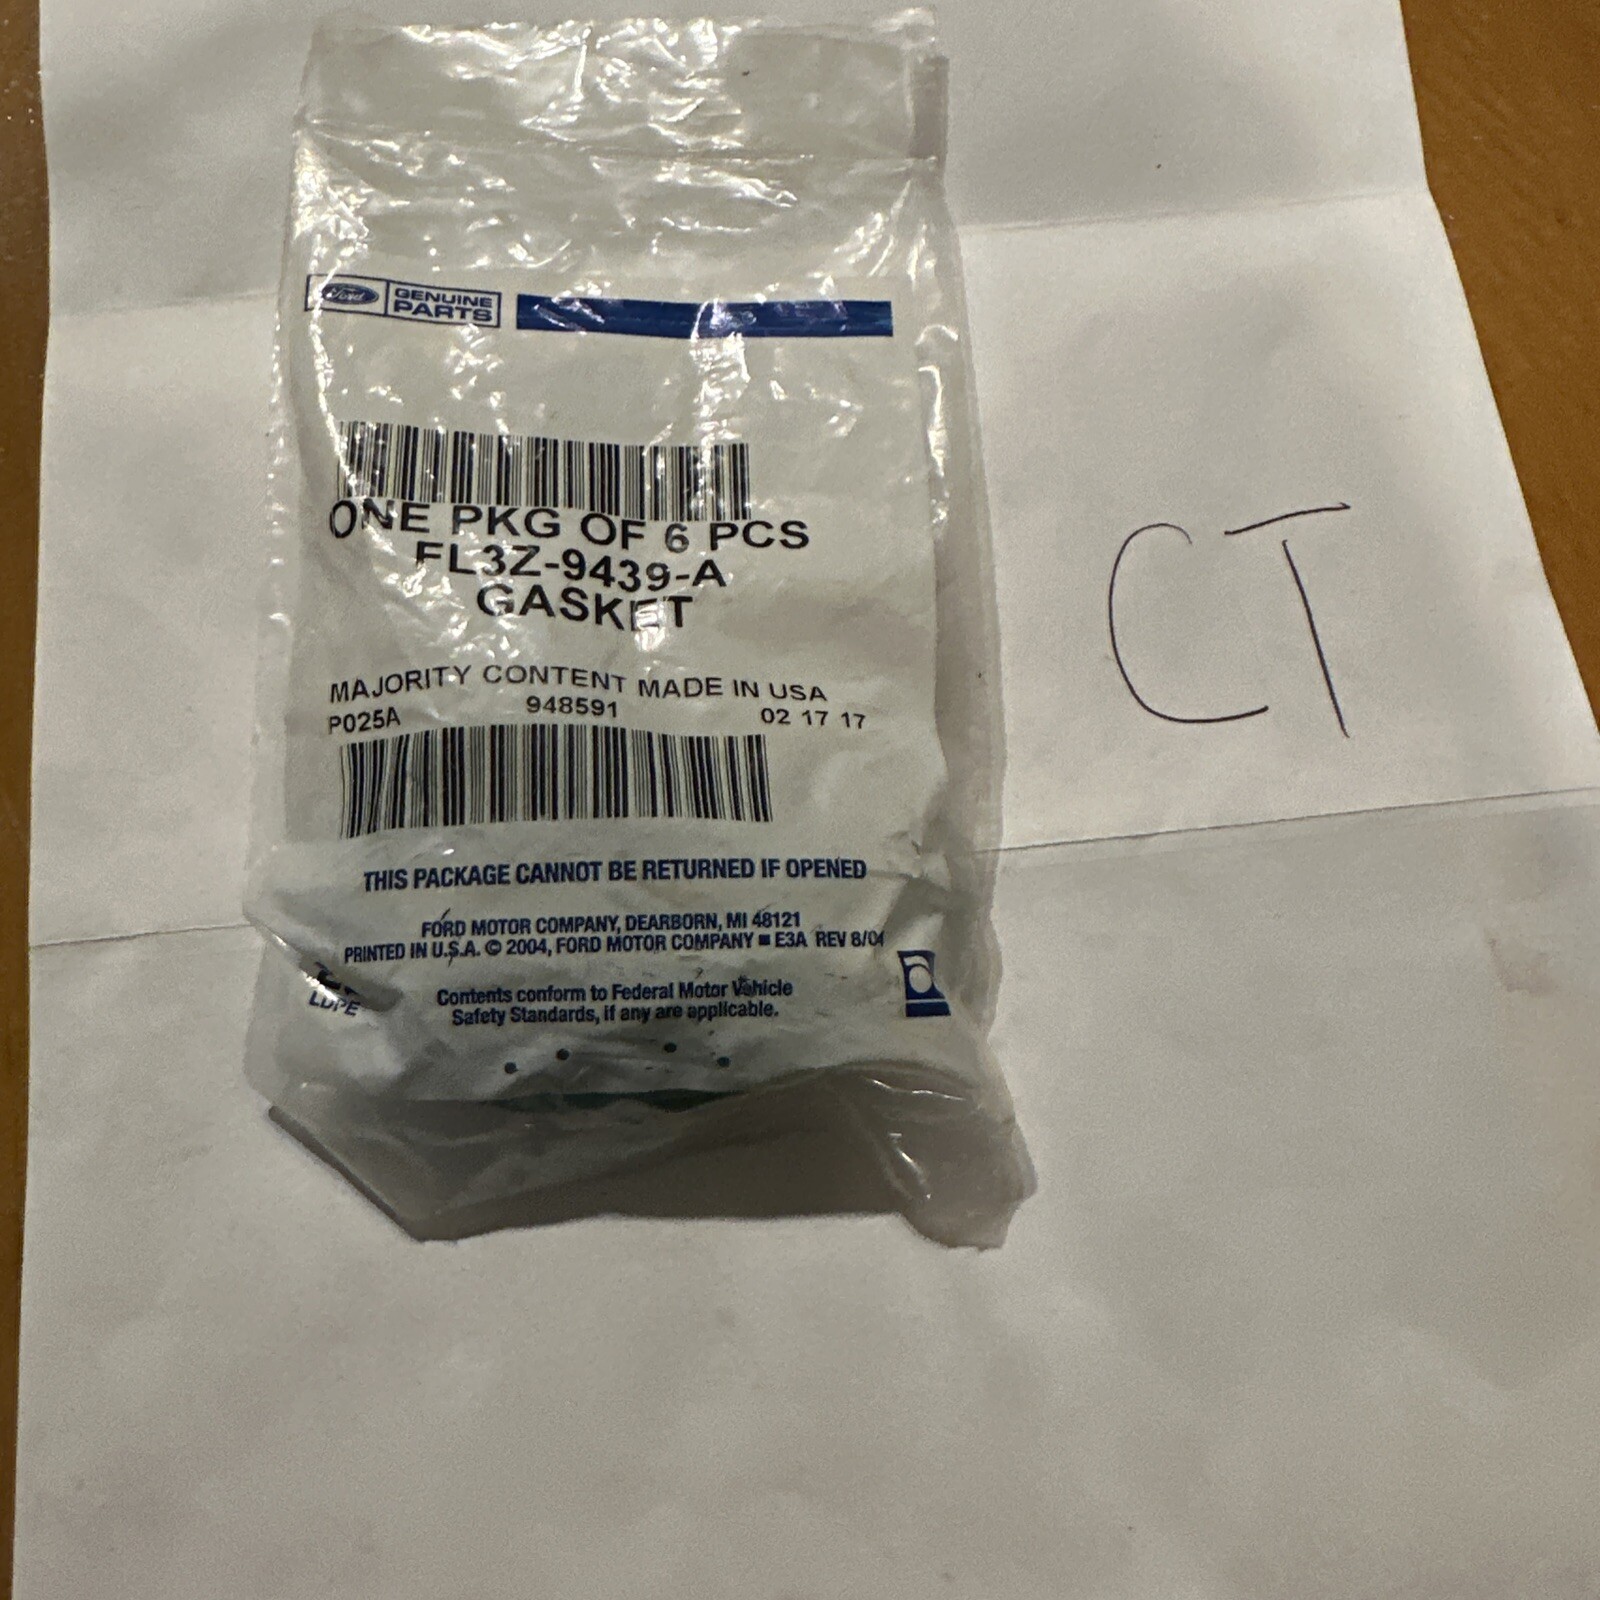 Ford GENUINE PARTS
ONE PKG OF 6 PCS
FL3Z-9439-A
GASKET
MAJORITY CONTENT MADE IN USA
P025A 948591 02 17 17
THIS PACKAGE CANNOT BE RETURNED IF OPENED
FORD MOTOR COMPANY, DEARBORN, MI 48121
PRINTED IN U.S.A. © 2004, FORD MOTOR COMPANY ■ E3A REV 8/04
LDPE
Contents conform to Federal Motor Vehicle
Safety Standards, if any are applicable.
CT